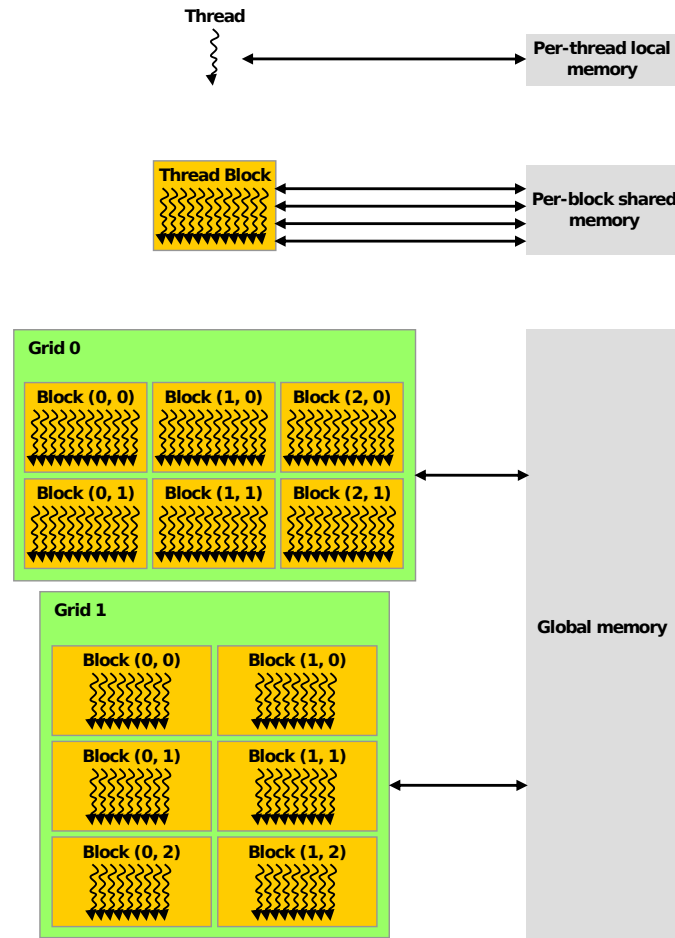 Thread
Per-thread local
memory
Thread Block
Per-block shared
memory
Grid 0
Block (0, 0)
Block (1, 0)
Block (2, 0)
Block (0, 1)
Block (1, 1)
Block (2, 1)
Grid 1
Global memory
Block (0, 0)
Block (1, 0)
Block (0, 1)
Block (1, 1)
Block (0, 2)
Block (1, 2)